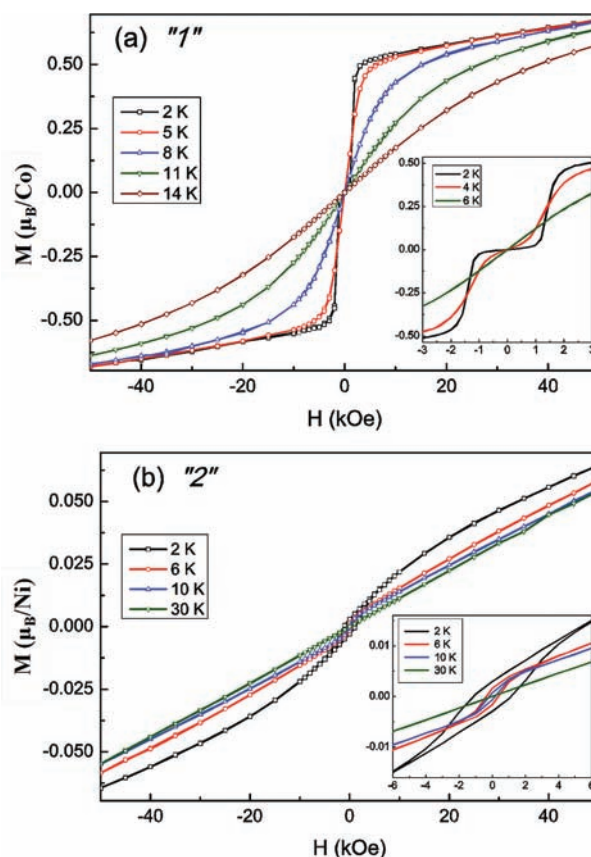 (a) "1"
0.50
0.25
0.00
-0.25
-0.50
M (μB/Co)
2 K
5 K
8 K
11 K
14 K
2 K
4 K
6 K
0.50
0.25
0.00
-0.25
-0.50
-3 -2 -1 0 1 2 3
-40 -20 0 20 40
H (kOe)
(b) "2"
0.050
0.025
0.000
-0.025
-0.050
M (μB/Ni)
2 K
6 K
10 K
30 K
2 K
6 K
10 K
30 K
0.01
0.00
-0.01
-6 -4 -2 0 2 4 6
-40 -20 0 20 40
H (kOe)